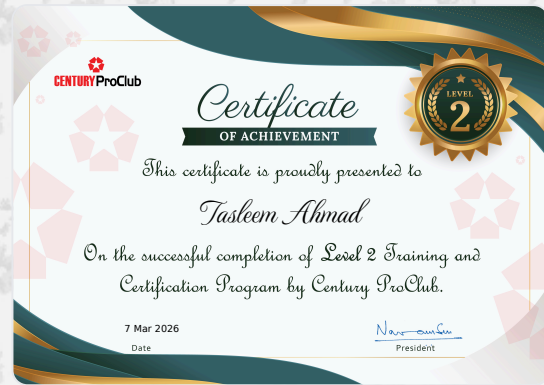 CENTURY ProClub
LEVEL
2
Certificate
OF ACHIEVEMENT
This certificate is proudly presented to
Tasleem Ahmad
On the successful completion of Level 2 Training and
Certification Program by Century ProClub.
7 Mar 2026
Date
President